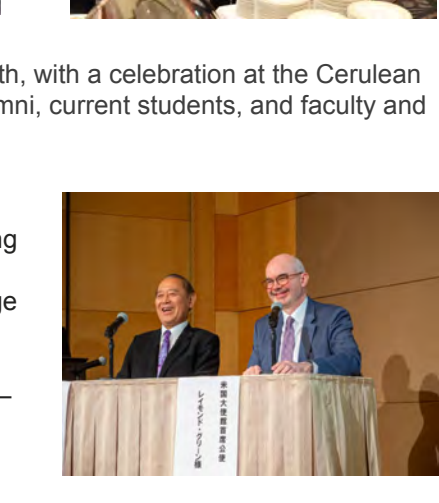 th, with a celebration at the Cerulean
mni, current students, and faculty and
ng
ge
–
米国大使館首席公使
レイモンド・グリーン様